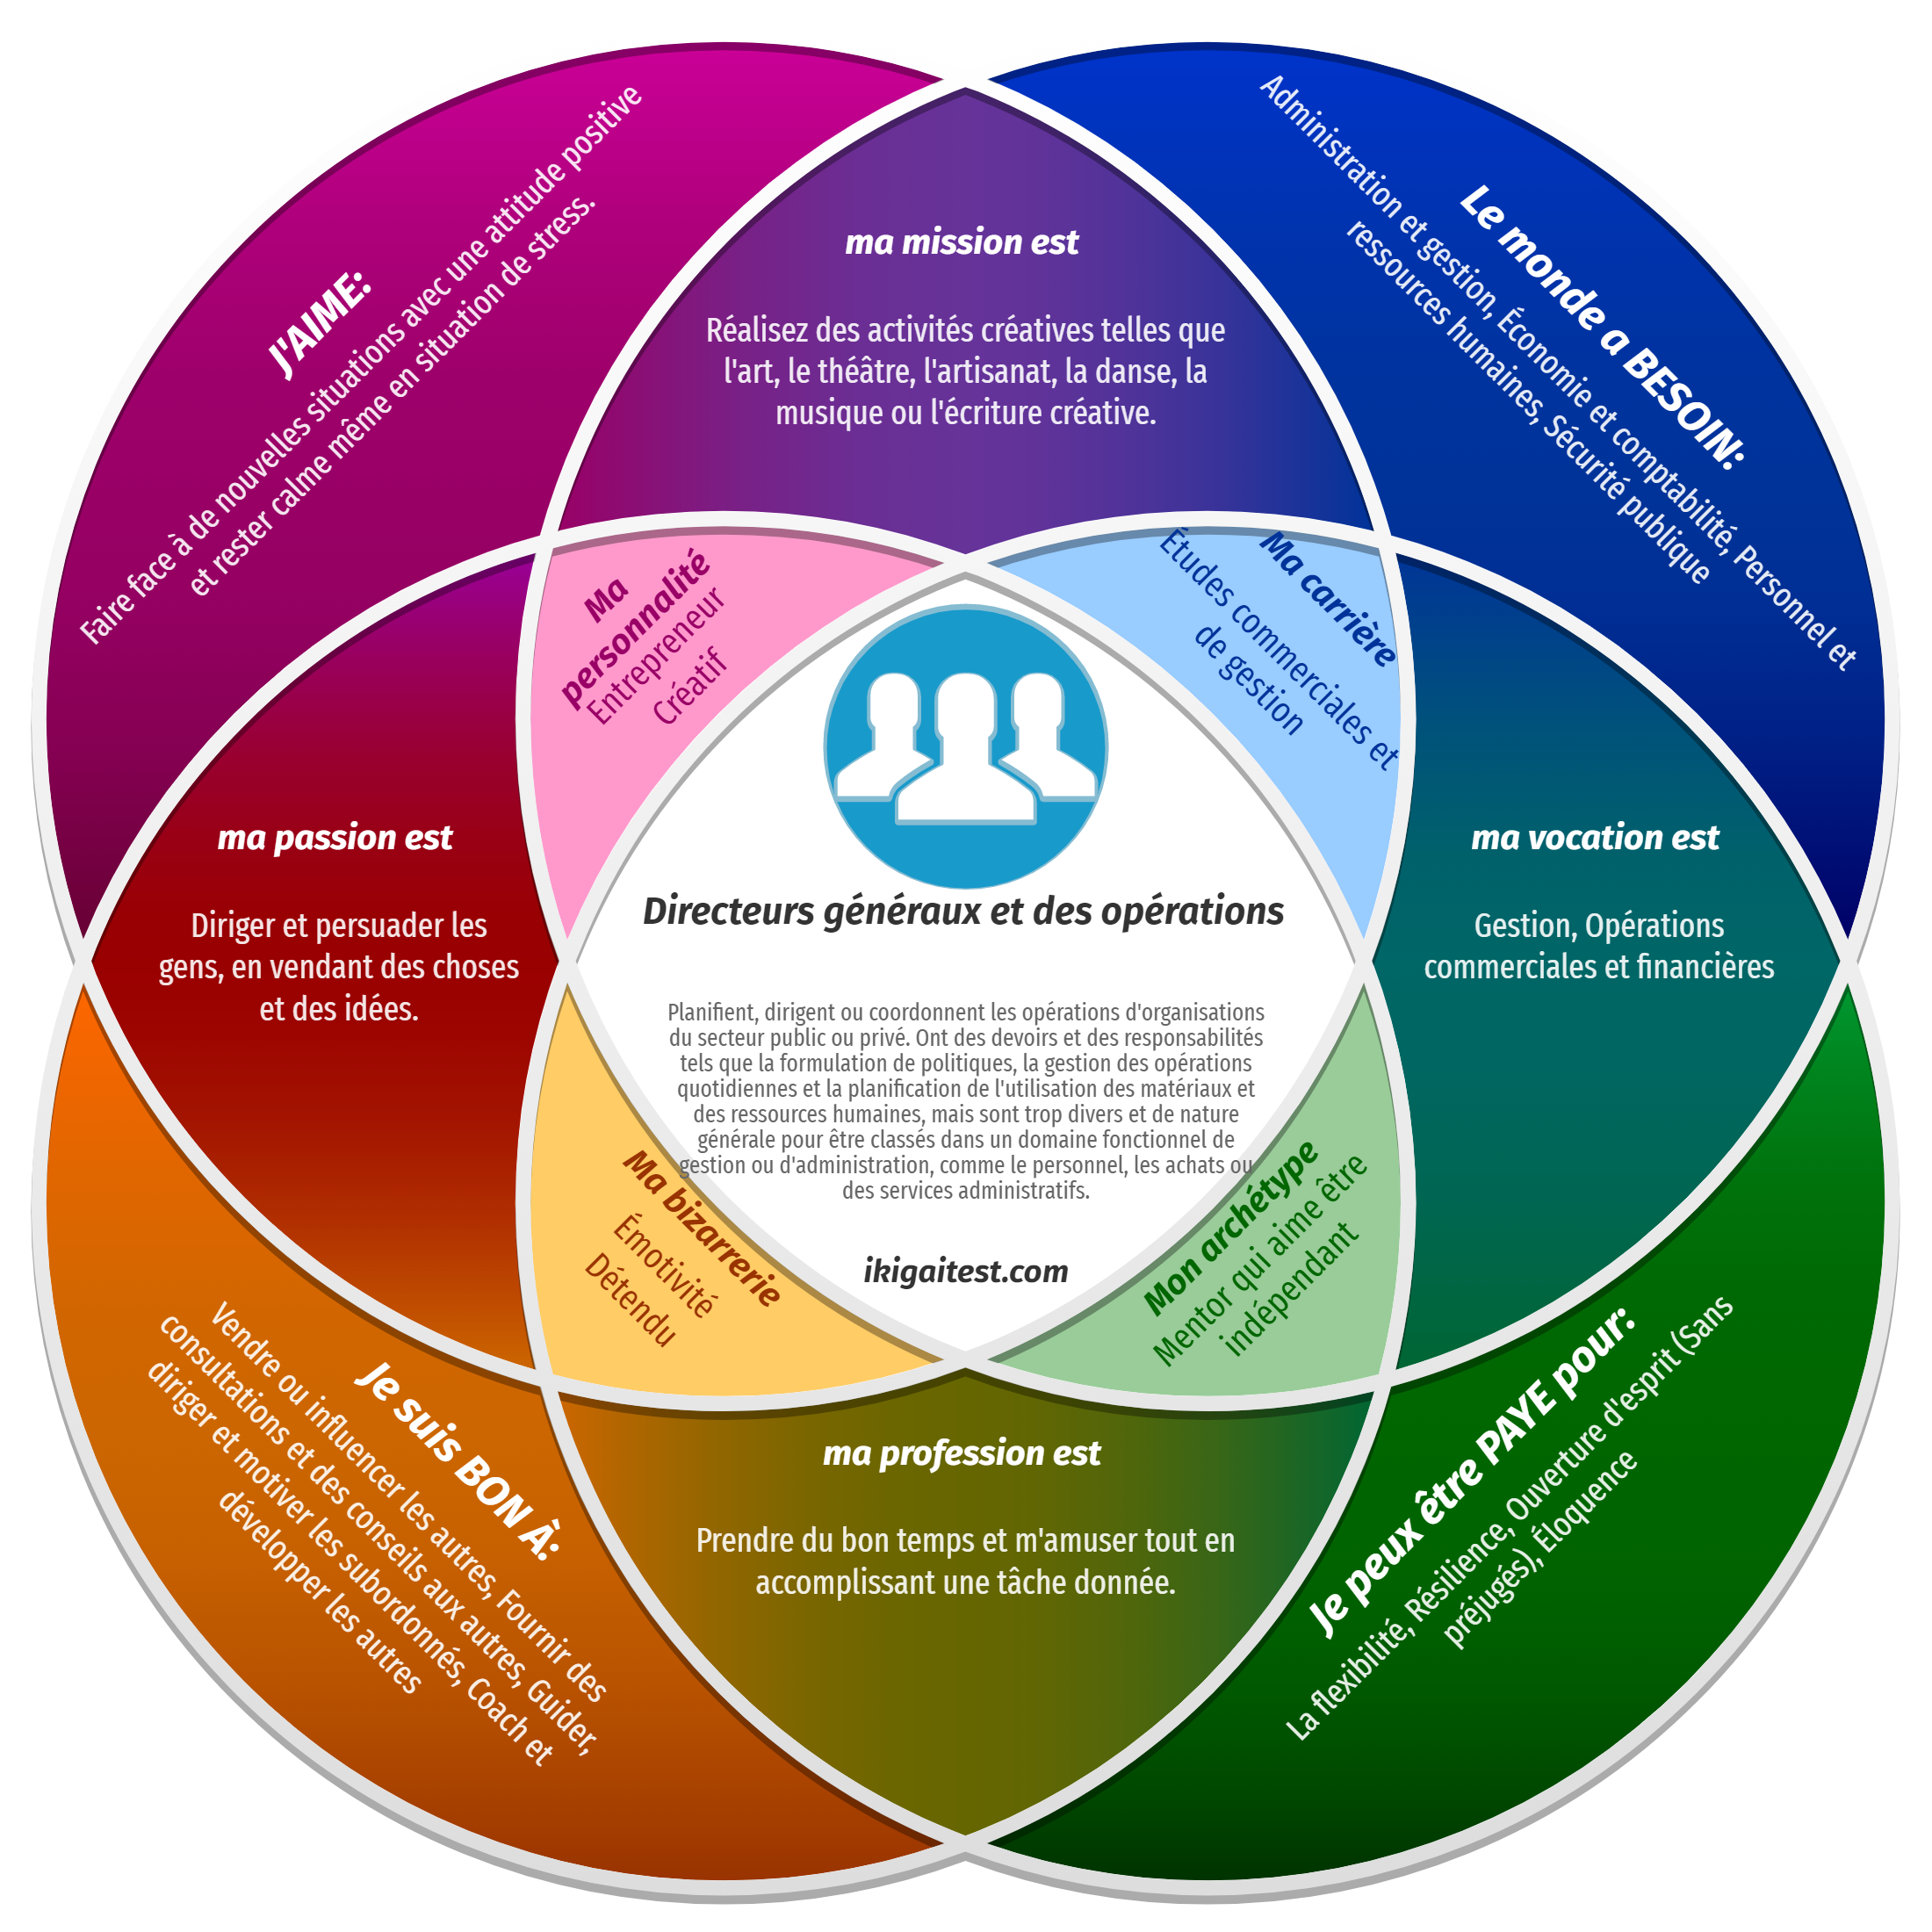 J'AIME:
Faire face à de nouvelles situations avec une attitude positive
et rester calme même en situation de stress.
ma mission est
Réalisez des activités créatives telles que
l'art, le théâtre, l'artisanat, la danse, la
musique ou l'écriture créative.
Le monde a BESOIN:
Administration et gestion, Économie et comptabilité, Personnel et
ressources humaines, Sécurité publique
Ma
personnalité
Entrepreneur
Créatif
Ma carrière
Études commerciales et
de gestion
ma passion est
Diriger et persuader les
gens, en vendant des choses
et des idées.
Directeurs généraux et des opérations
Planifient, dirigent ou coordonnent les opérations d'organisations
du secteur public ou privé. Ont des devoirs et des responsabilités
tels que la formulation de politiques, la gestion des opérations
quotidiennes et la planification de l'utilisation des matériaux et
des ressources humaines, mais sont trop divers et de nature
générale pour être classés dans un domaine fonctionnel de
gestion ou d'administration, comme le personnel, les achats ou
des services administratifs.
ikigaitest.com
ma vocation est
Gestion, Opérations
commerciales et financières
Ma bizarrerie
Émotivité
Détendu
Mon archétype
Mentor qui aime être
indépendant
Je suis BON À:
Vendre ou influencer les autres, Fournir des
consultations et des conseils aux autres, Guider,
diriger et motiver les subordonnés, Coach et
développer les autres
ma profession est
Prendre du bon temps et m'amuser tout en
accomplissant une tâche donnée.
Je peux être PAYE pour:
La flexibilité, Résilience, Ouverture d'esprit (Sans
préjugés), Éloquence